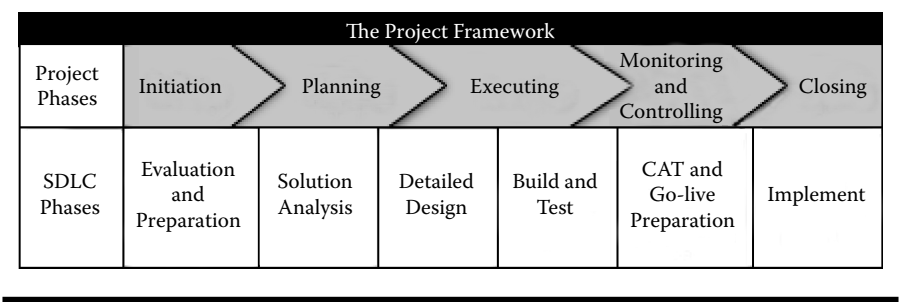 The Project Framework
Project
Phases
Initiation
Planning
Executing
Monitoring
and
Controlling
Closing
SDLC
Phases
Evaluation
and
Preparation
Solution
Analysis
Detailed
Design
Build and
Test
CAT and
Go-live
Preparation
Implement